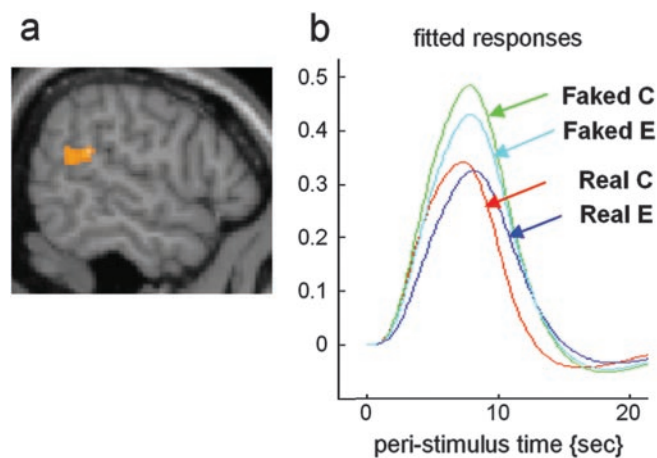 a
b
fitted responses
0.5
0.4
0.3
0.2
0.1
0
Faked C
Faked E
Real C
Real E
0
10
20
peri-stimulus time {sec}